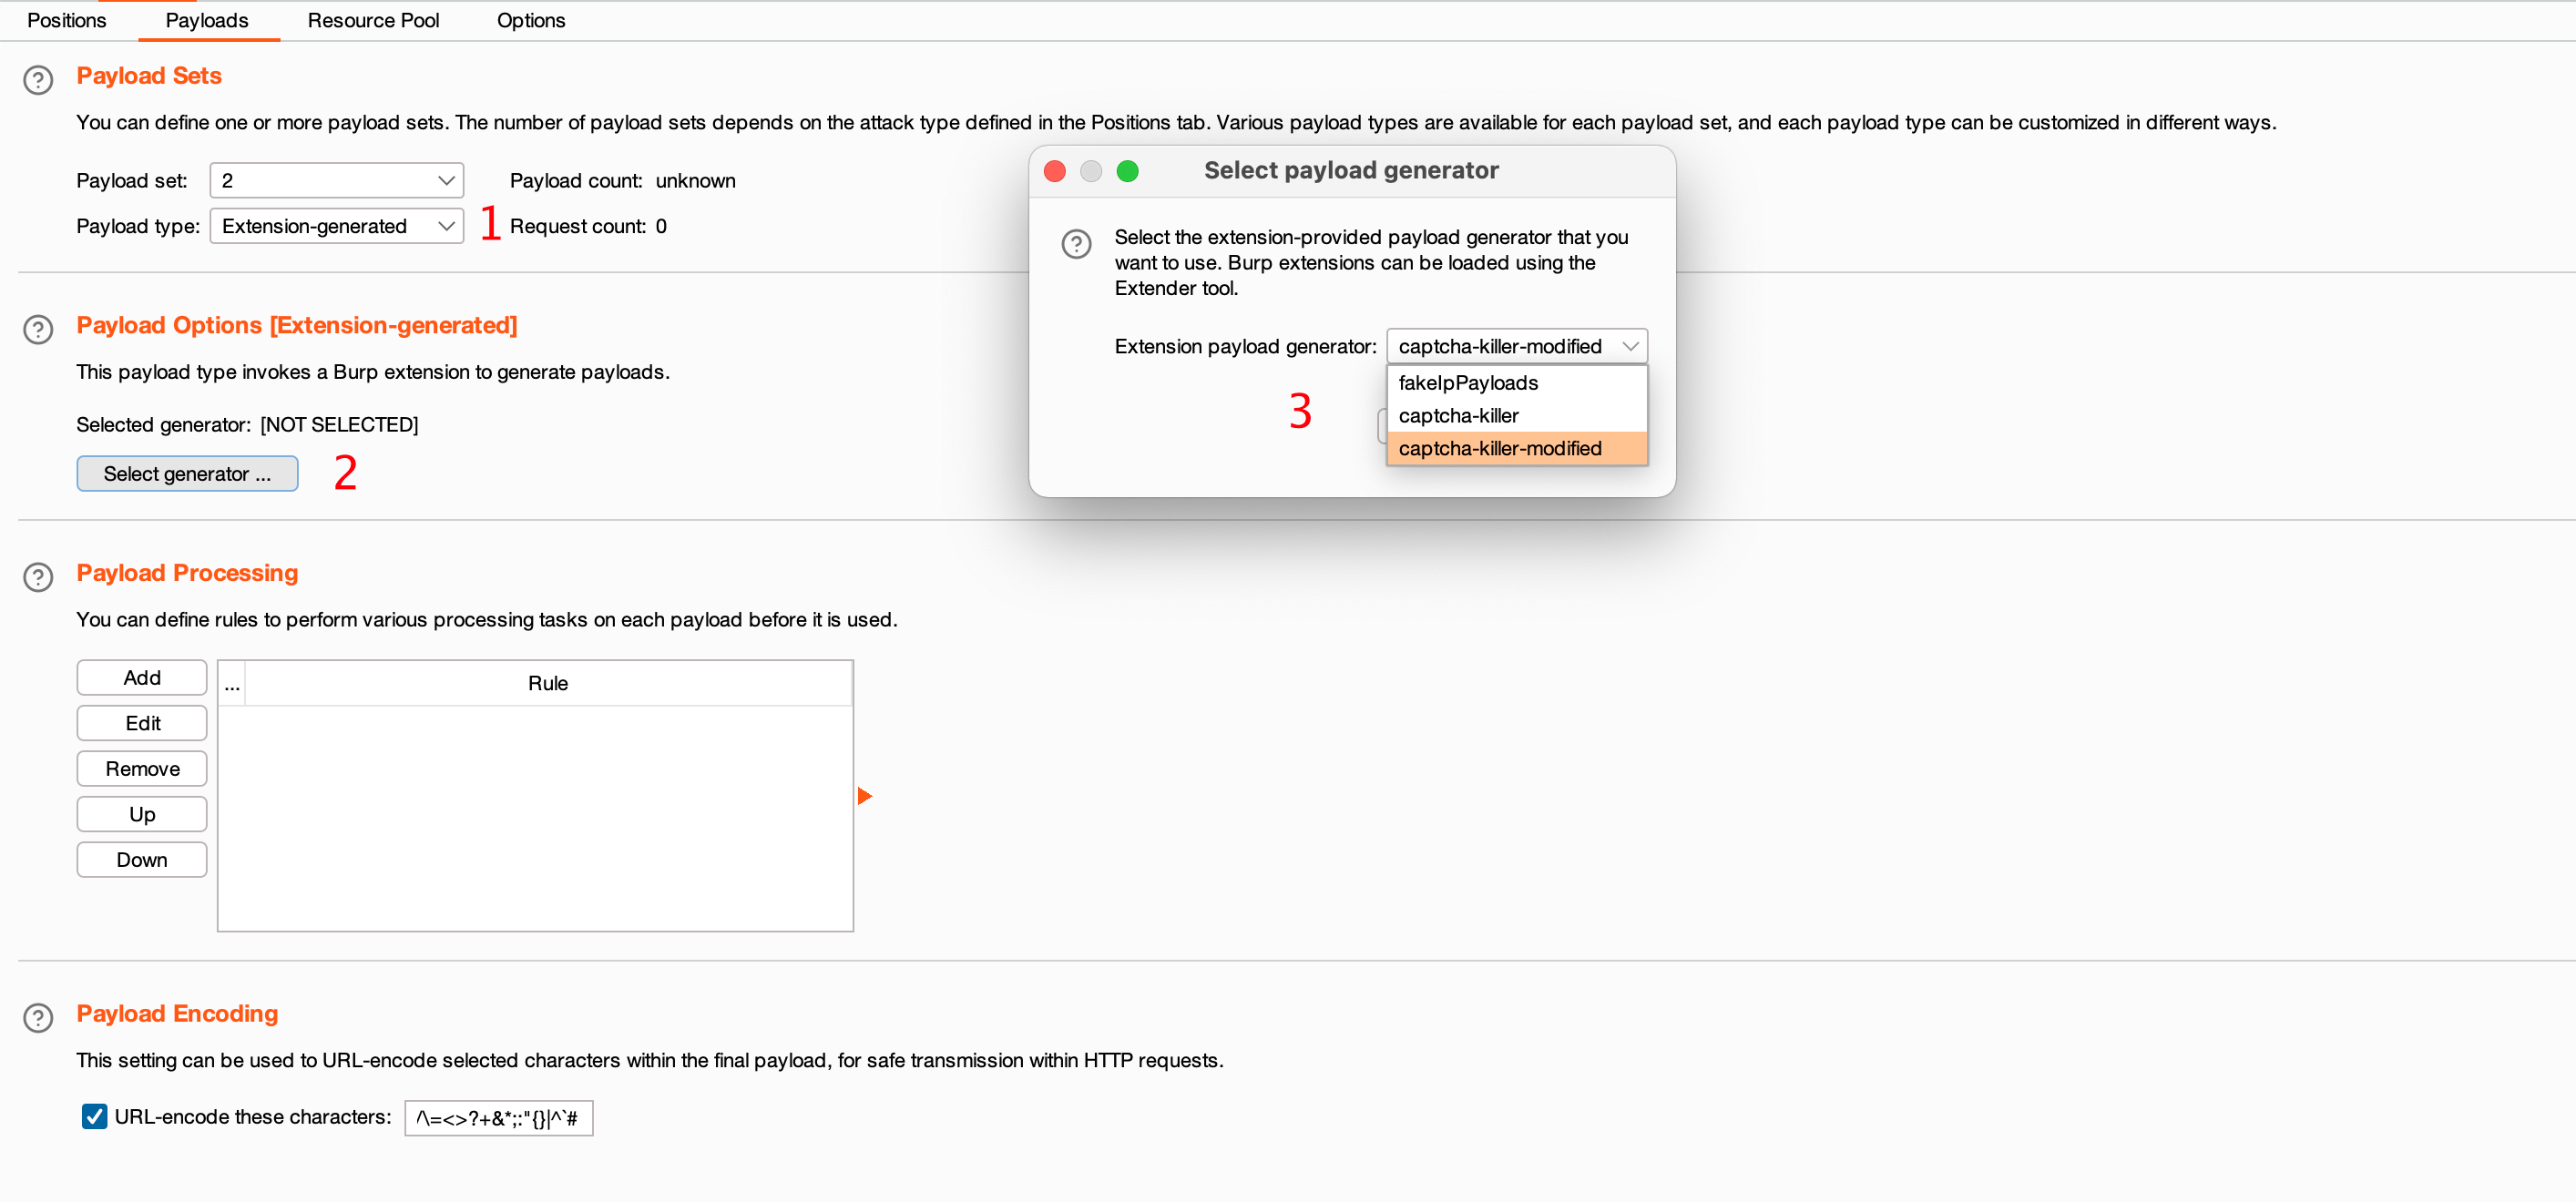 Positions Payloads Resource Pool Options
Payload Sets
You can define one or more payload sets. The number of payload sets depends on the attack type defined in the Positions tab. Various payload types are available for each payload set, and each payload type can be customized in different ways.
Payload set: 2 Payload count: unknown
Payload type: Extension-generated 1 Request count: 0
Select payload generator
Select the extension-provided payload generator that you
want to use. Burp extensions can be loaded using the
Extender tool.
Extension payload generator: captcha-killer-modified
fakeIpPayloads
captcha-killer
captcha-killer-modified
3
Payload Options [Extension-generated]
This payload type invokes a Burp extension to generate payloads.
Selected generator: [NOT SELECTED]
Select generator ... 2
Payload Processing
You can define rules to perform various processing tasks on each payload before it is used.
Add
Edit
Remove
Up
Down
... Rule
Payload Encoding
This setting can be used to URL-encode selected characters within the final payload, for safe transmission within HTTP requests.
URL-encode these characters: /\=<>?+&*;:"{}|^`#